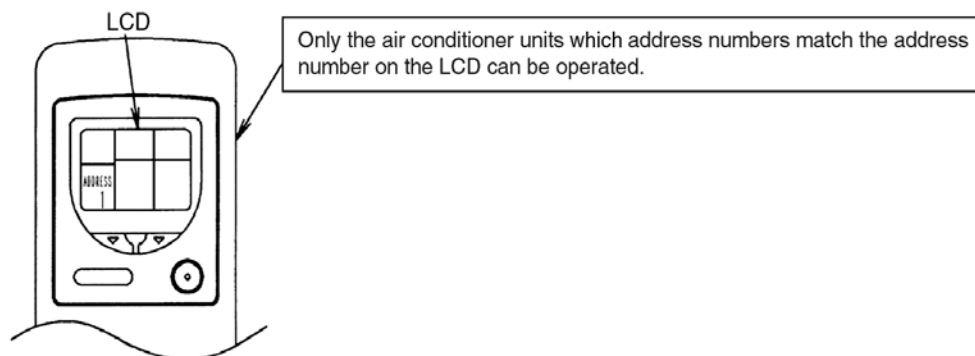 LCD
Only the air conditioner units which address numbers match the address
number on the LCD can be operated.
ADDRESS
1